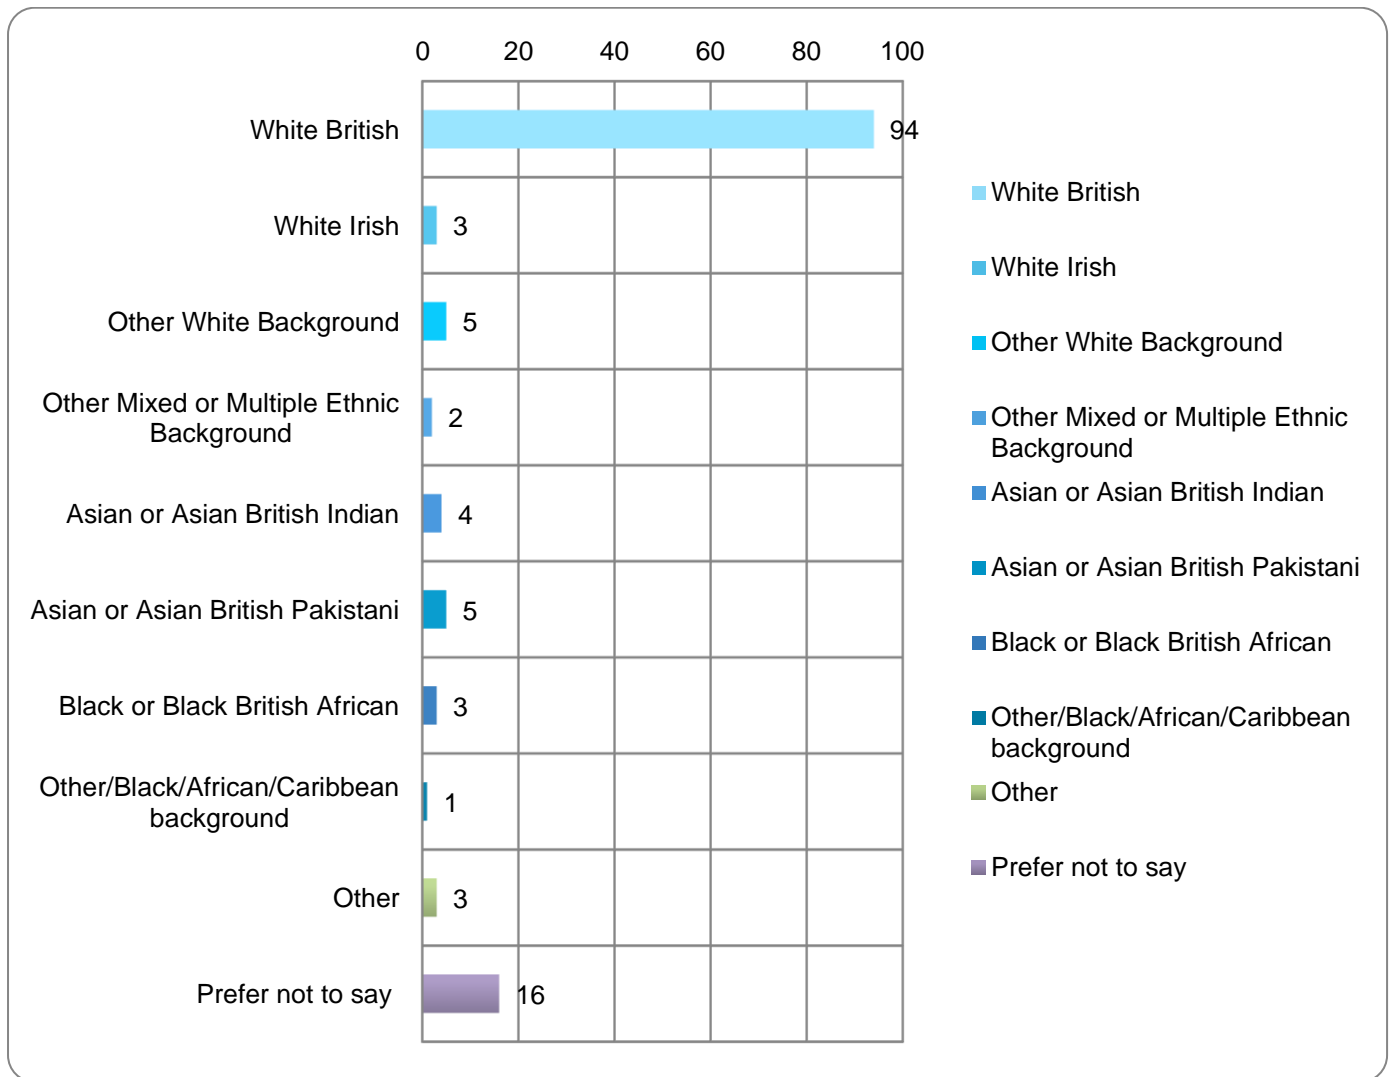 0 20 40 60 80 100
White British
94
White Irish
3
Other White Background
5
Other Mixed or Multiple Ethnic
Background
2
Asian or Asian British Indian
4
Asian or Asian British Pakistani
5
Black or Black British African
3
Other/Black/African/Caribbean
background
1
Other
3
Prefer not to say
16
White British
White Irish
Other White Background
Other Mixed or Multiple Ethnic
Background
Asian or Asian British Indian
Asian or Asian British Pakistani
Black or Black British African
Other/Black/African/Caribbean
background
Other
Prefer not to say